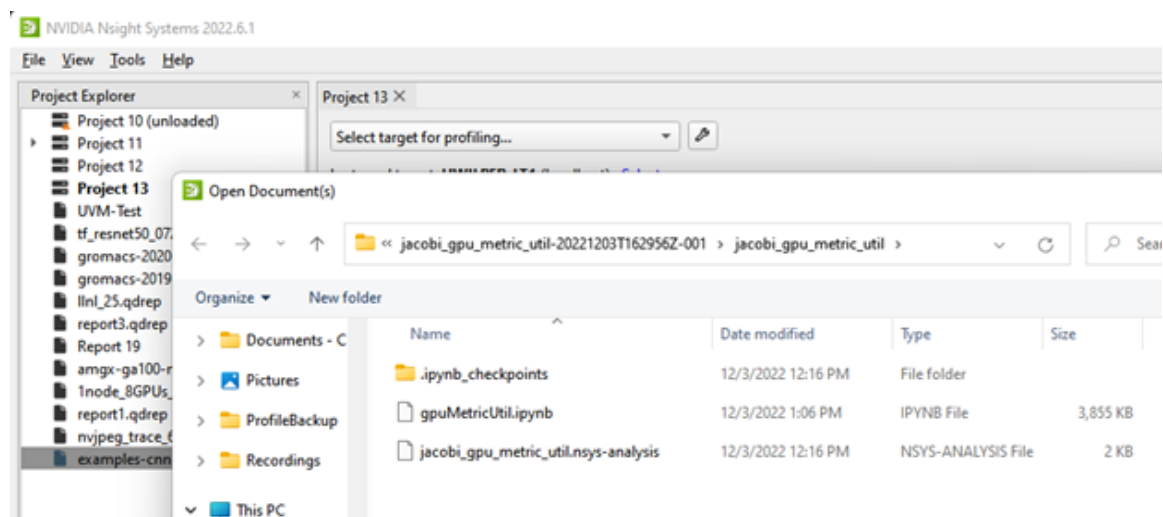 NVIDIA Nsight Systems 2022.6.1
File View Tools Help
Project Explorer ×
Project 10 (unloaded)
Project 11
Project 12
Project 13
UVM-Test
tf_resnet50_07
gromacs-2020
gromacs-2019
llnl_25.qdrep
report3.qdrep
Report 19
amgx-ga100-r
1node_8GPUs_
report1.qdrep
nvjpeg_trace_6
examples-cnn
Project 13 ×
Select target for profiling...
Open Document(s)
« jacobi_gpu_metric_util-20221203T162956Z-001 › jacobi_gpu_metric_util ›
Sear
Organize New folder
Documents - C
Pictures
ProfileBackup
Recordings
This PC
Name Date modified Type Size
.ipynb_checkpoints 12/3/2022 12:16 PM File folder
gpuMetricUtil.ipynb 12/3/2022 1:06 PM IPYNB File 3,855 KB
jacobi_gpu_metric_util.nsys-analysis 12/3/2022 12:16 PM NSYS-ANALYSIS File 2 KB